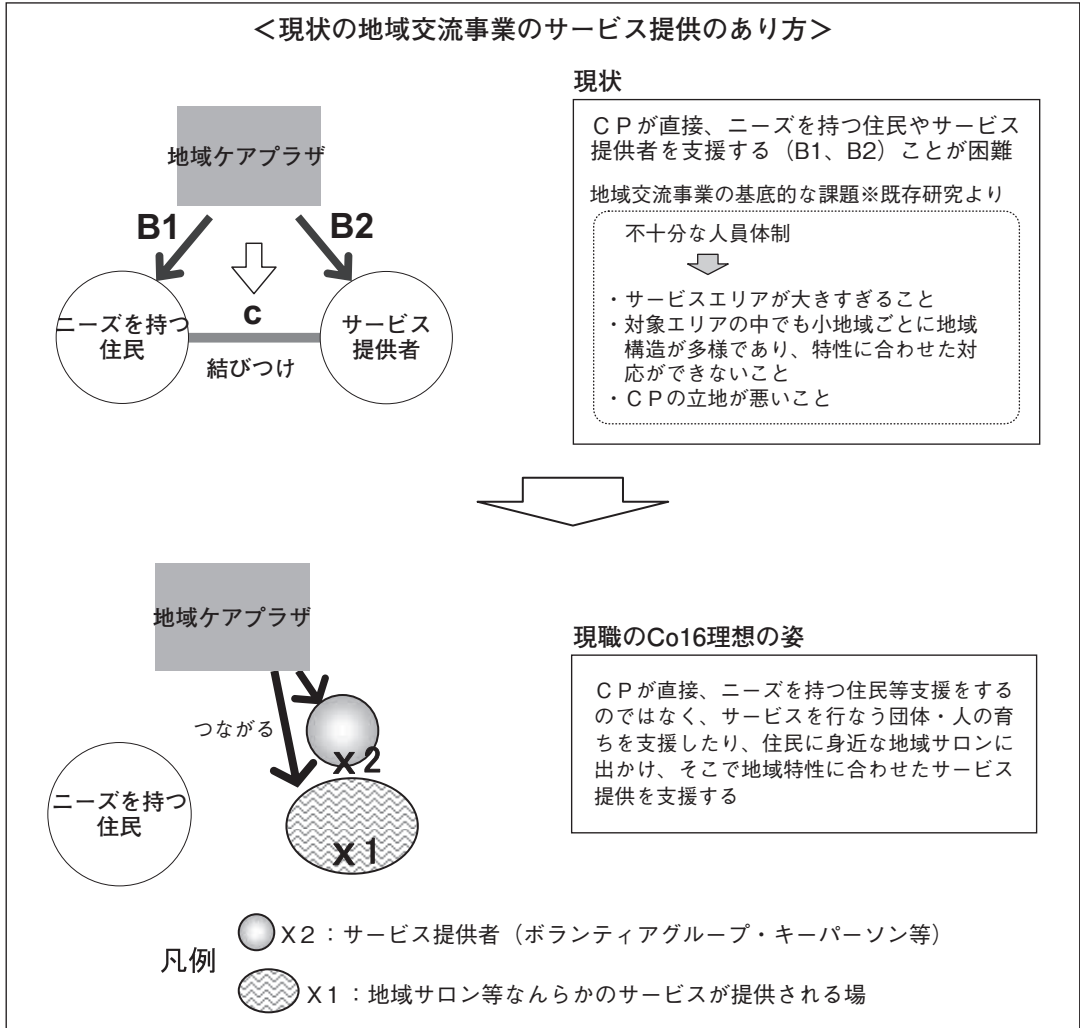 ＜現状の地域交流事業のサービス提供のあり方＞
地域ケアプラザ
B1
B2
C
ニーズを持つ
住民
サービス
提供者
結びつけ
現状
ＣＰが直接、ニーズを持つ住民やサービス
提供者を支援する（B1、B2）ことが困難
地域交流事業の基底的な課題※既存研究より
不十分な人員体制
・サービスエリアが大きすぎること
・対象エリアの中でも小地域ごとに地域
構造が多様であり、特性に合わせた対
応ができないこと
・ＣＰの立地が悪いこと
地域ケアプラザ
つながる
X2
X1
ニーズを持つ
住民
現職のCo16理想の姿
ＣＰが直接、ニーズを持つ住民等支援をする
のではなく、サービスを行なう団体・人の育
ちを支援したり、住民に身近な地域サロンに
出かけ、そこで地域特性に合わせたサービス
提供を支援する
凡例
X２：サービス提供者（ボランティアグループ・キーパーソン等）
X１：地域サロン等なんらかのサービスが提供される場